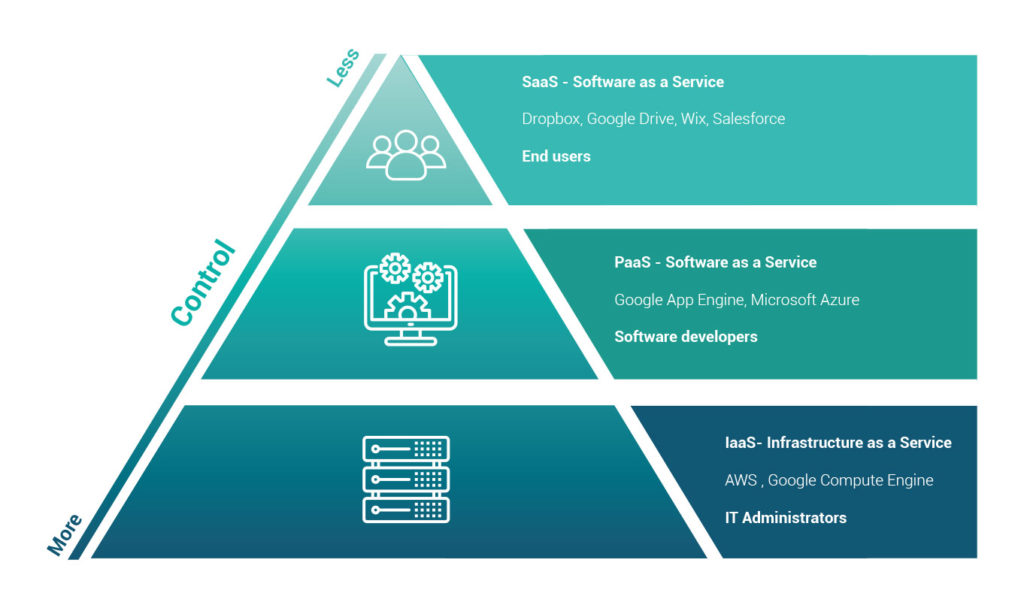 Less
Control
More
SaaS - Software as a Service
Dropbox, Google Drive, Wix, Salesforce
End users
PaaS - Software as a Service
Google App Engine, Microsoft Azure
Software developers
IaaS- Infrastructure as a Service
AWS , Google Compute Engine
IT Administrators